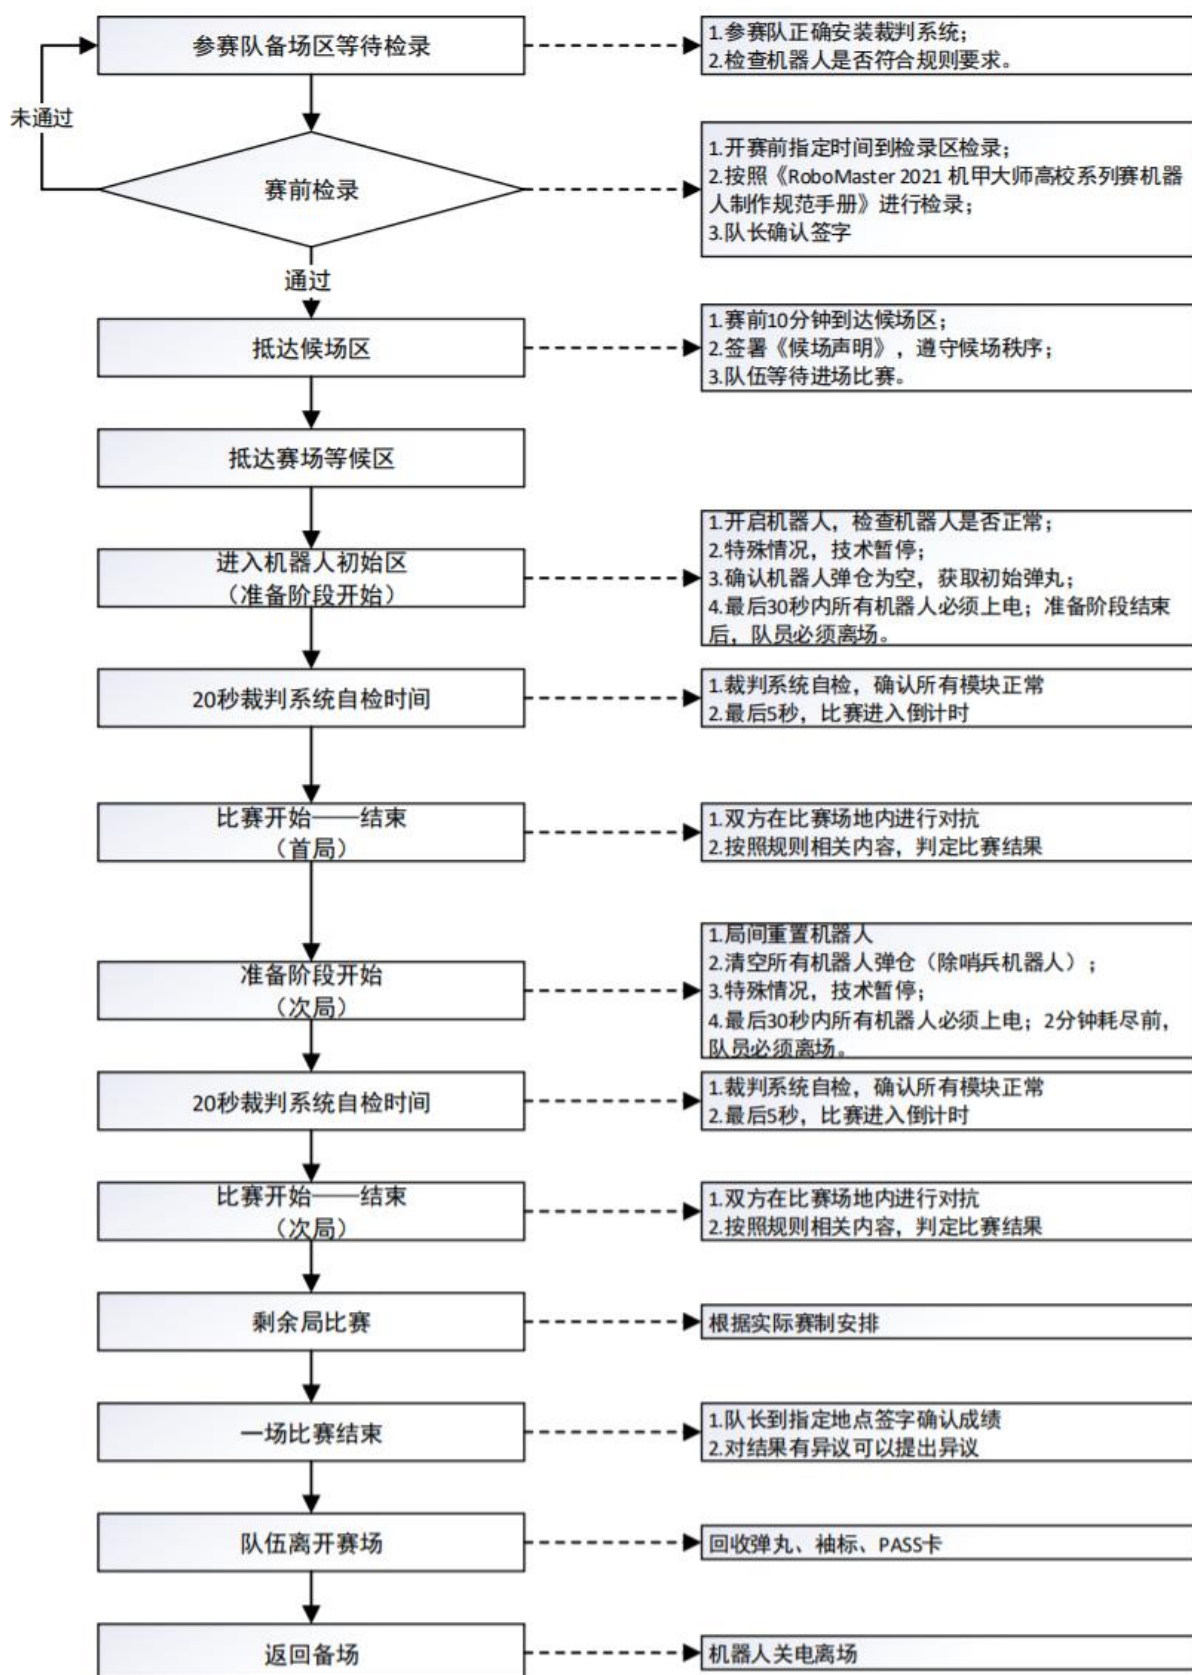 参赛队备场区等待检录
1.参赛队正确安装裁判系统；
2.检查机器人是否符合规则要求。
未通过
赛前检录
1.开赛前指定时间到检录区检录；
2.按照《RoboMaster 2021 机甲大师高校系列赛机器
人制作规范手册》进行检录；
3.队长确认签字
通过
抵达候场区
1.赛前10分钟到达候场区；
2.签署《候场声明》，遵守候场秩序；
3.队伍等待进场比赛。
抵达赛场等候区
进入机器人初始区
（准备阶段开始）
1.开启机器人，检查机器人是否正常；
2.特殊情况，技术暂停；
3.确认机器人弹仓为空，获取初始弹丸；
4.最后30秒内所有机器人必须上电；准备阶段结束
后，队员必须离场。
20秒裁判系统自检时间
1.裁判系统自检，确认所有模块正常
2.最后5秒，比赛进入倒计时
比赛开始——结束
（首局）
1.双方在比赛场地内进行对抗
2.按照规则相关内容，判定比赛结果
准备阶段开始
（次局）
1.局间重置机器人
2.清空所有机器人弹仓（除哨兵机器人）；
3.特殊情况，技术暂停；
4.最后30秒内所有机器人必须上电；2分钟耗尽前，
队员必须离场。
20秒裁判系统自检时间
1.裁判系统自检，确认所有模块正常
2.最后5秒，比赛进入倒计时
比赛开始——结束
（次局）
1.双方在比赛场地内进行对抗
2.按照规则相关内容，判定比赛结果
剩余局比赛
根据实际赛制安排
一场比赛结束
1.队长到指定地点签字确认成绩
2.对结果有异议可以提出异议
队伍离开赛场
回收弹丸、袖标、PASS卡
返回备场
机器人关电离场